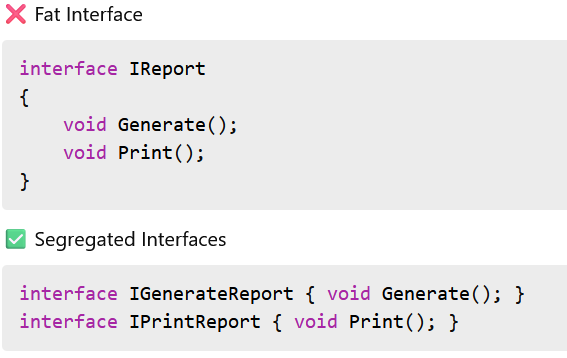 ❌ Fat Interface
interface IReport
{
    void Generate();
    void Print();
}
✅ Segregated Interfaces
interface IGenerateReport { void Generate(); }
interface IPrintReport { void Print(); }